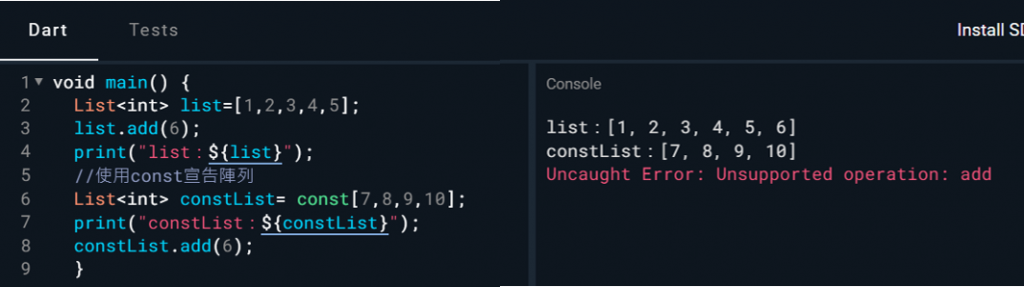 Dart Tests
1 void main() {
2 List<int> list=[1,2,3,4,5];
3 list.add(6);
4 print("list：${list}");
5 //使用const宣告陣列
6 List<int> constList= const[7,8,9,10];
7 print("constList：${constList}");
8 constList.add(6);
9 }
Install SD
Console
list：[1, 2, 3, 4, 5, 6]
constList：[7, 8, 9, 10]
Uncaught Error: Unsupported operation: add